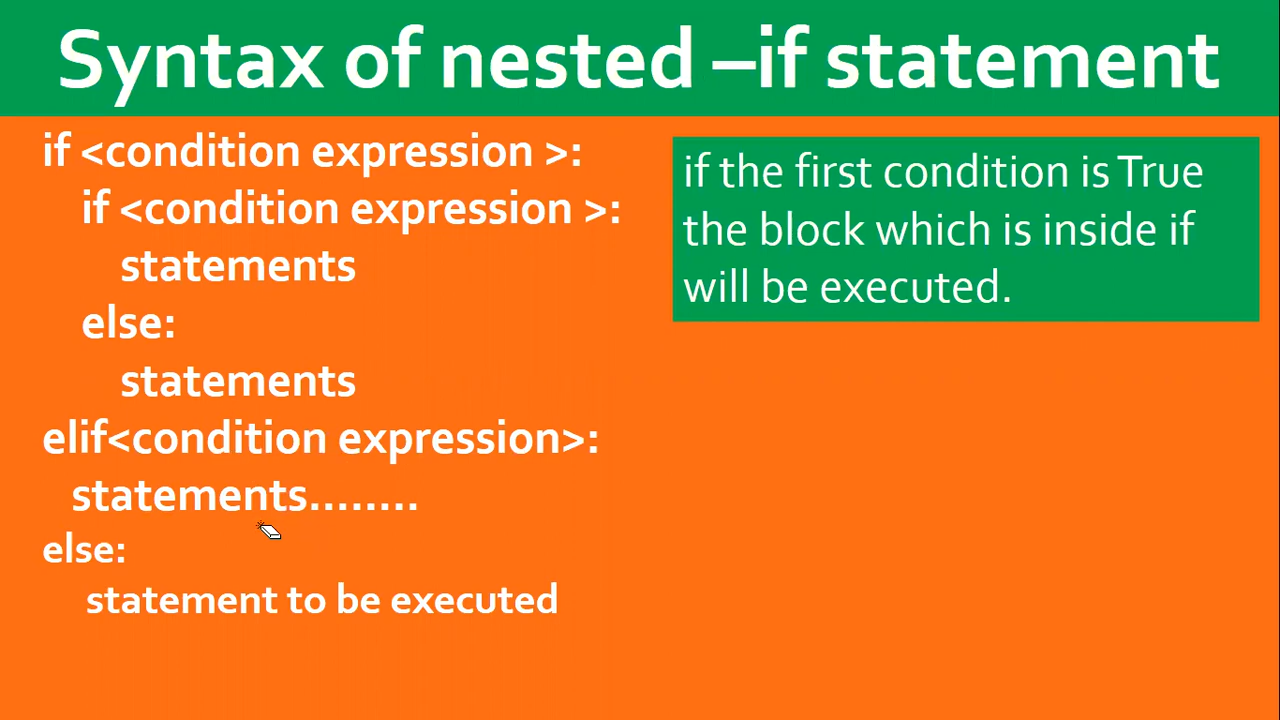 Syntax of nested –if statement
if <condition expression >:
if <condition expression >:
statements
else:
statements
elif<condition expression>:
statements........
else:
statement to be executed
if the first condition is True
the block which is inside if
will be executed.